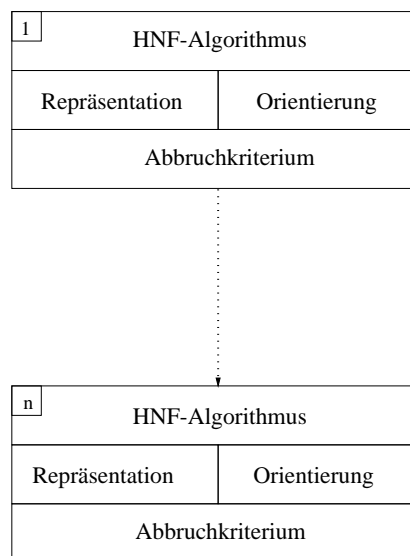 1
HNF-Algorithmus
Repräsentation Orientierung
Abbruchkriterium
n
HNF-Algorithmus
Repräsentation Orientierung
Abbruchkriterium